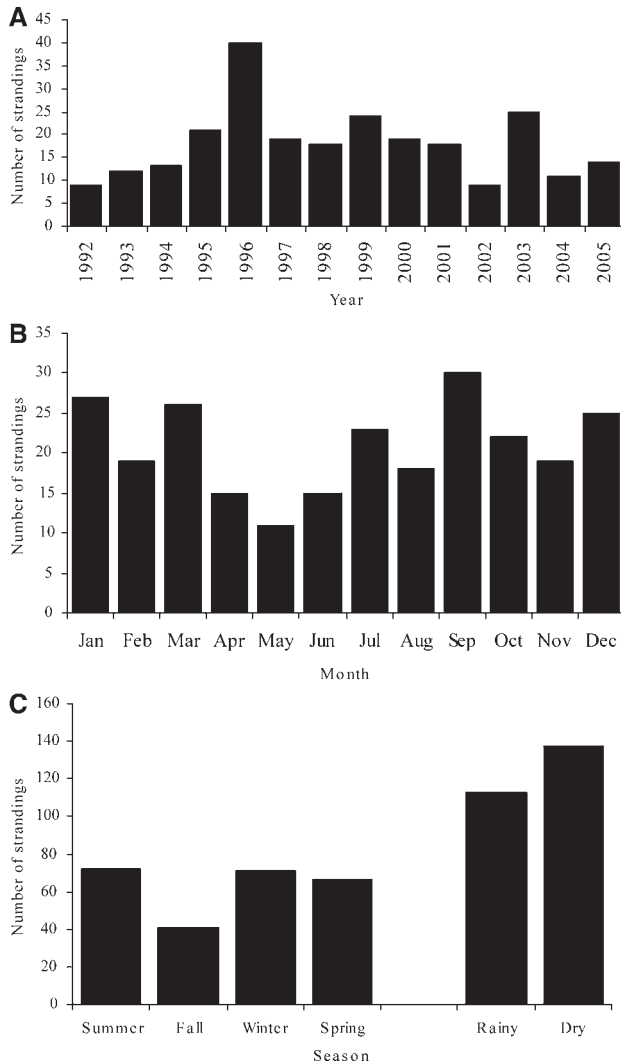 A
Number of strandings
45
40
35
30
25
20
15
10
5
0
1992 1993 1994 1995 1996 1997 1998 1999 2000 2001 2002 2003 2004 2005
Year
B
Number of strandings
35
30
25
20
15
10
5
0
Jan Feb Mar Apr May Jun Jul Aug Sep Oct Nov Dec
Month
C
Number of strandings
160
140
120
100
80
60
40
20
0
Summer Fall Winter Spring Rainy Dry
Season